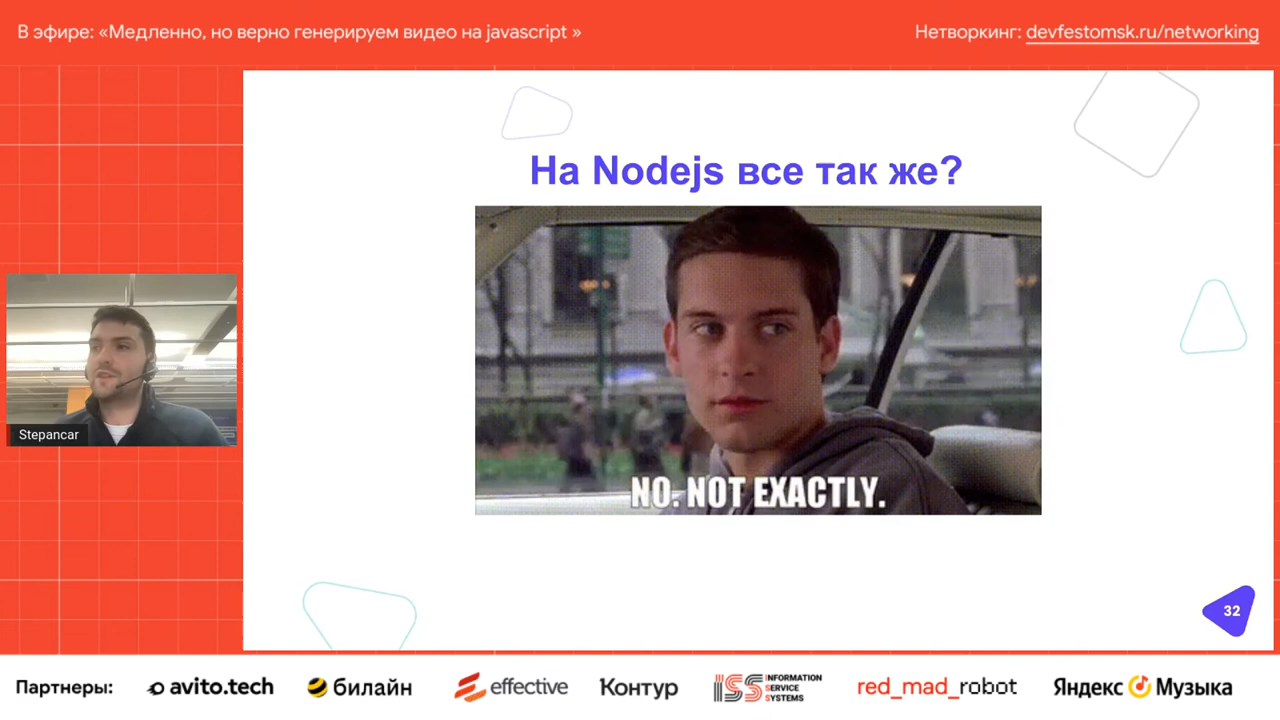 В эфире: «Медленно, но верно генерируем видео на javascript »
Нетворкинг: devfestomsk.ru/networking
На Nodejs все так же?
NO. NOT EXACTLY.
Stepancar
32
Партнеры:
avito.tech
билайн
effective
Контур
ISS INFORMATION
SERVICE
SYSTEMS
red_mad_robot
Яндекс Музыка